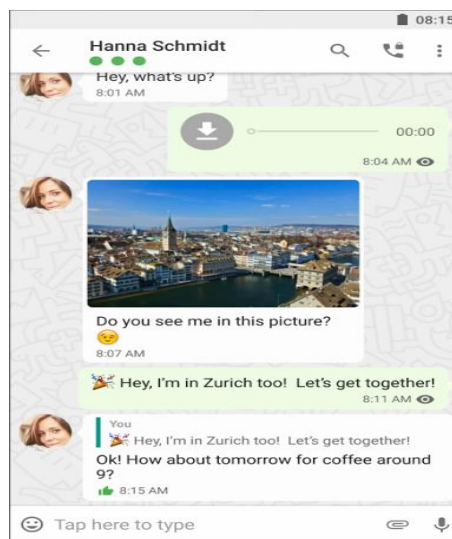 08:15
Hanna Schmidt
Hey, what's up?
8:01 AM
00:00
8:04 AM
Do you see me in this picture?
😉
8:07 AM
🎉 Hey, I'm in Zurich too! Let's get together!
8:11 AM
You
🎉 Hey, I'm in Zurich too! Let's get together!
Ok! How about tomorrow for coffee around
9?
8:15 AM
Tap here to type